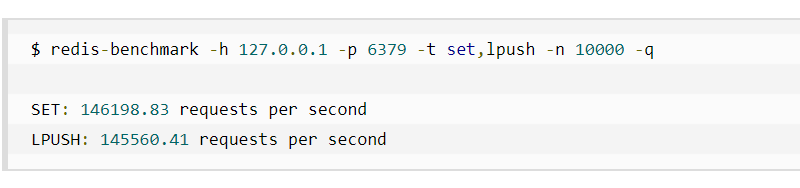 $ redis-benchmark -h 127.0.0.1 -p 6379 -t set,lpush -n 10000 -q
SET: 146198.83 requests per second
LPUSH: 145560.41 requests per second